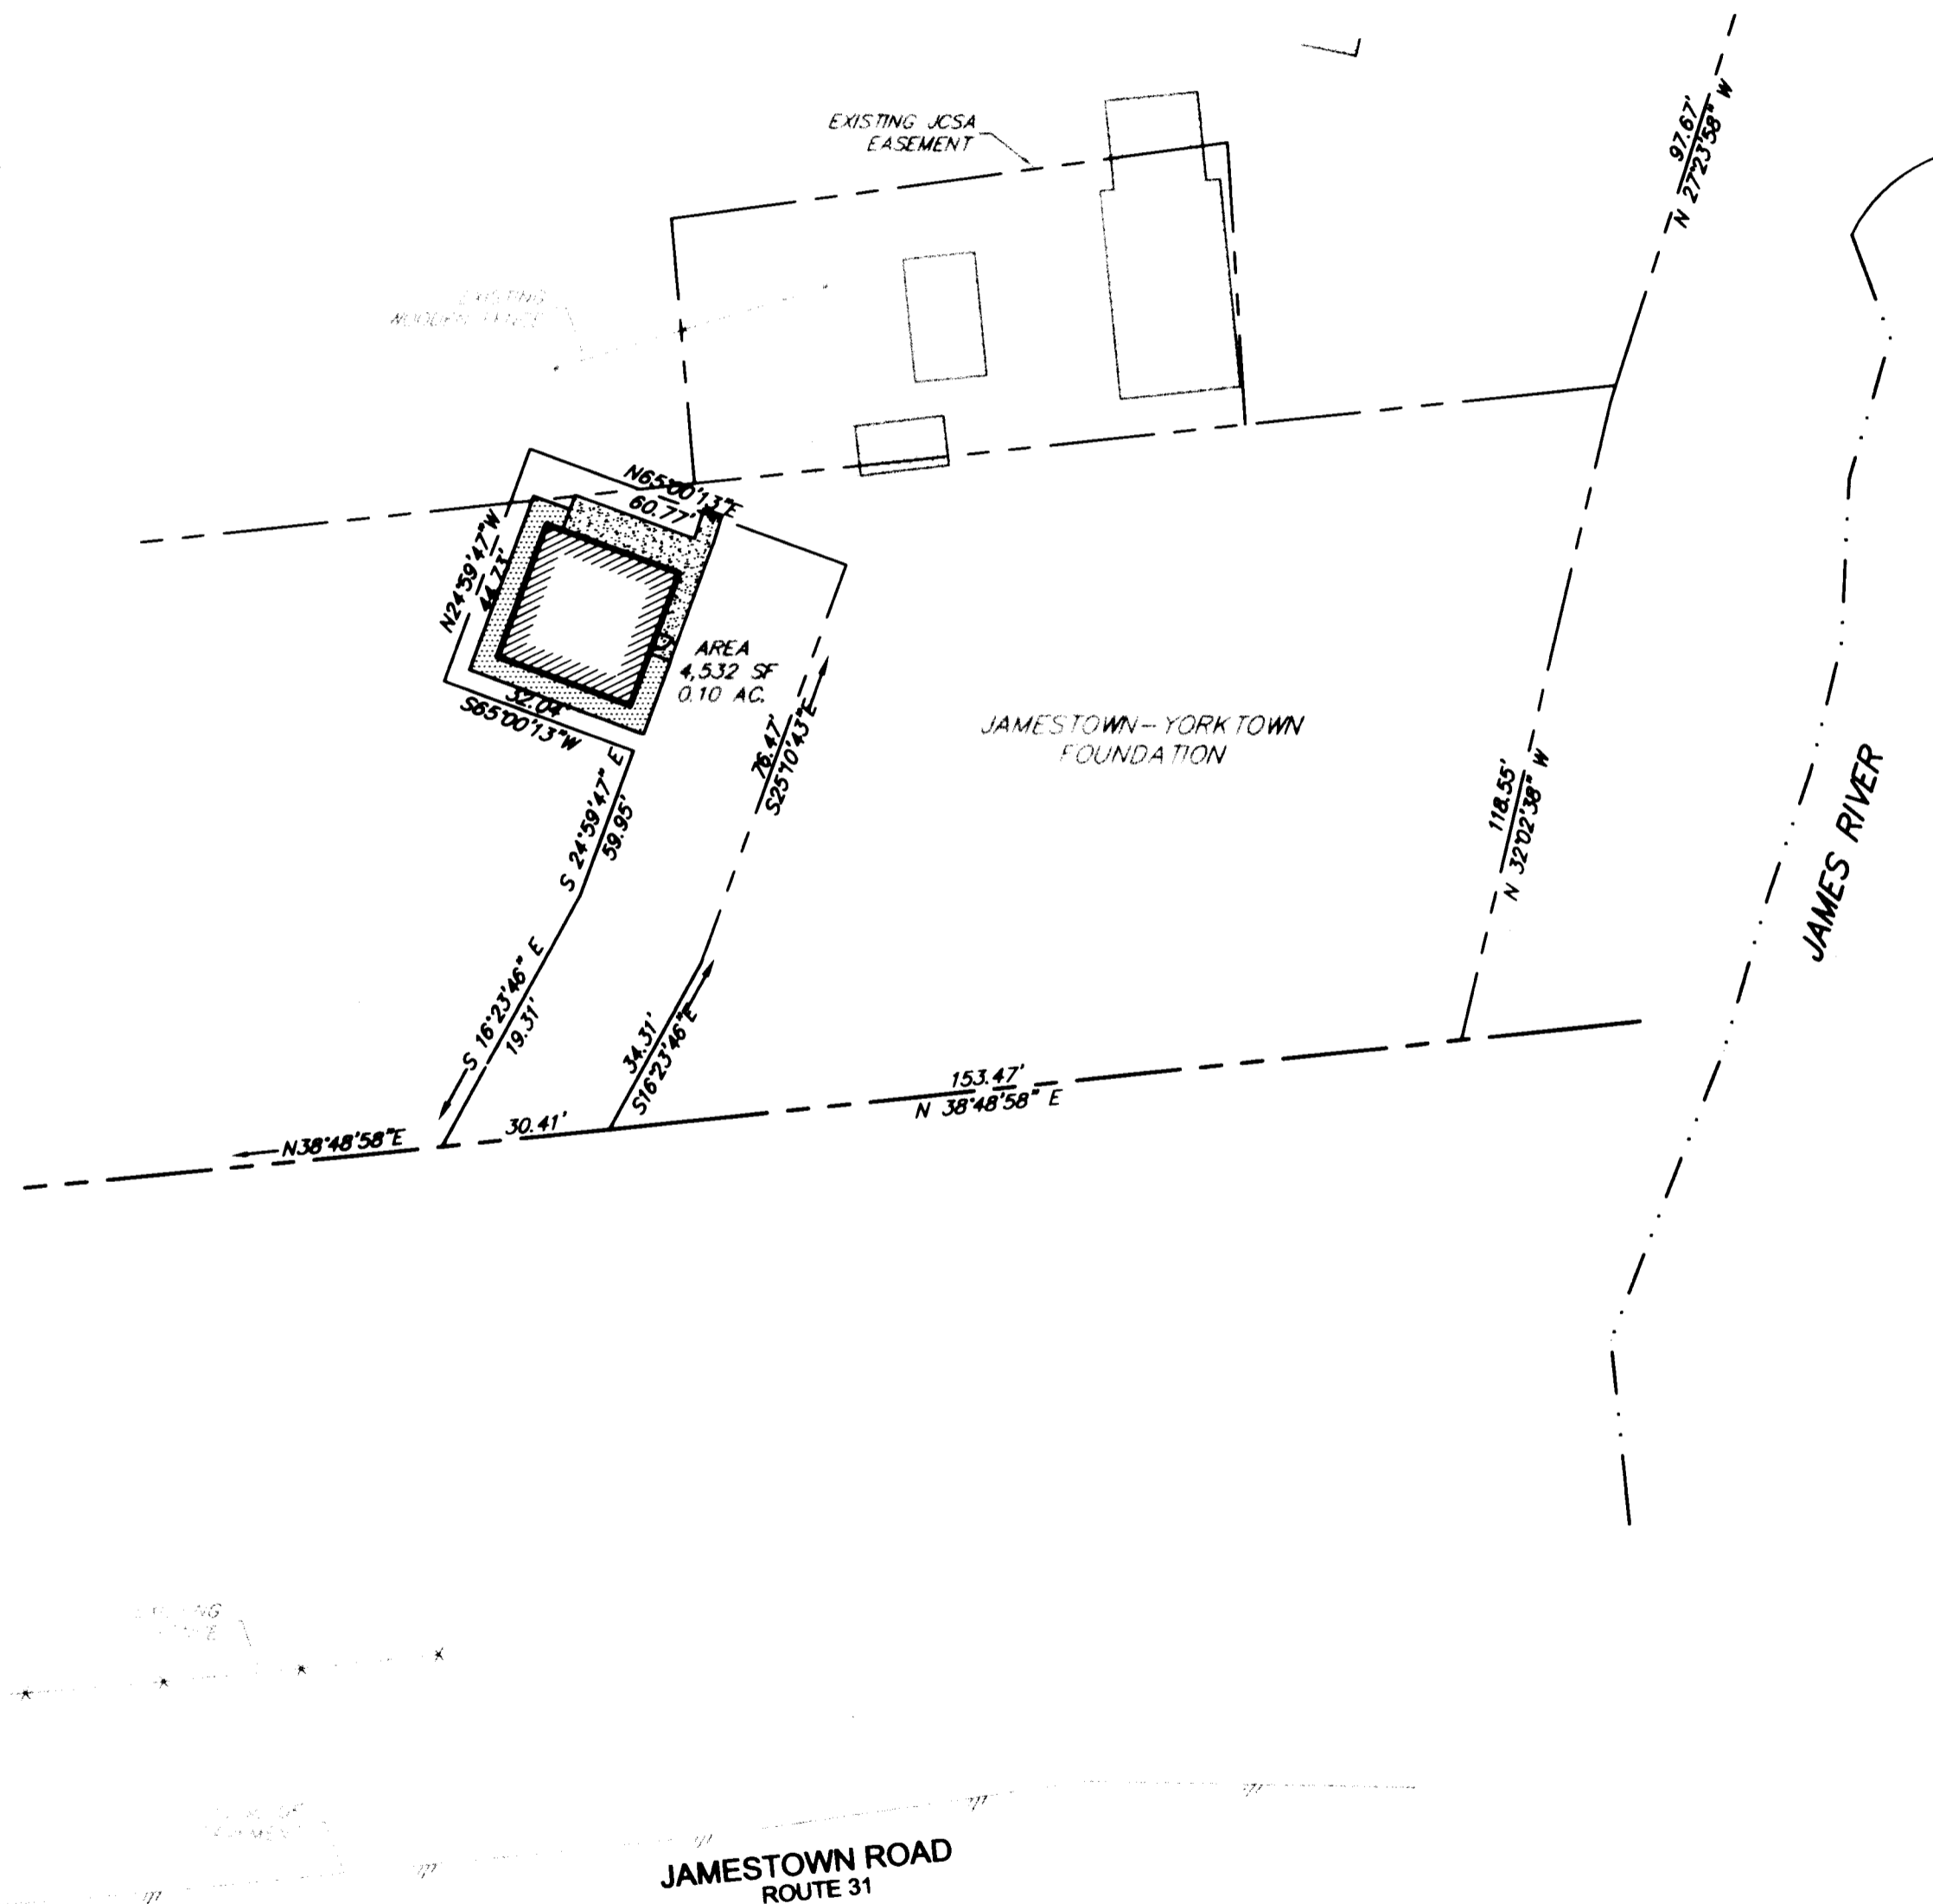 97.67'
N 27°23'58" W
EXISTING JCSA
EASEMENT
EXISTING
WOODEN FENCE
N65°00'13"E
60.77'
N24°59'47"W
44.73'
AREA
4,532 SF
0.10 AC.
32.04'
S65°00'13"W
JAMESTOWN-YORKTOWN
FOUNDATION
76.47'
S25°10'43"E
S 24°59'47" E
59.95'
118.55'
N 32°02'38" W
JAMES RIVER
S 16°23'46" E
19.31'
34.31'
S16°23'46"E
153.47'
N 38°48'58" E
30.41'
N38°48'58"E
JAMESTOWN ROAD
ROUTE 31